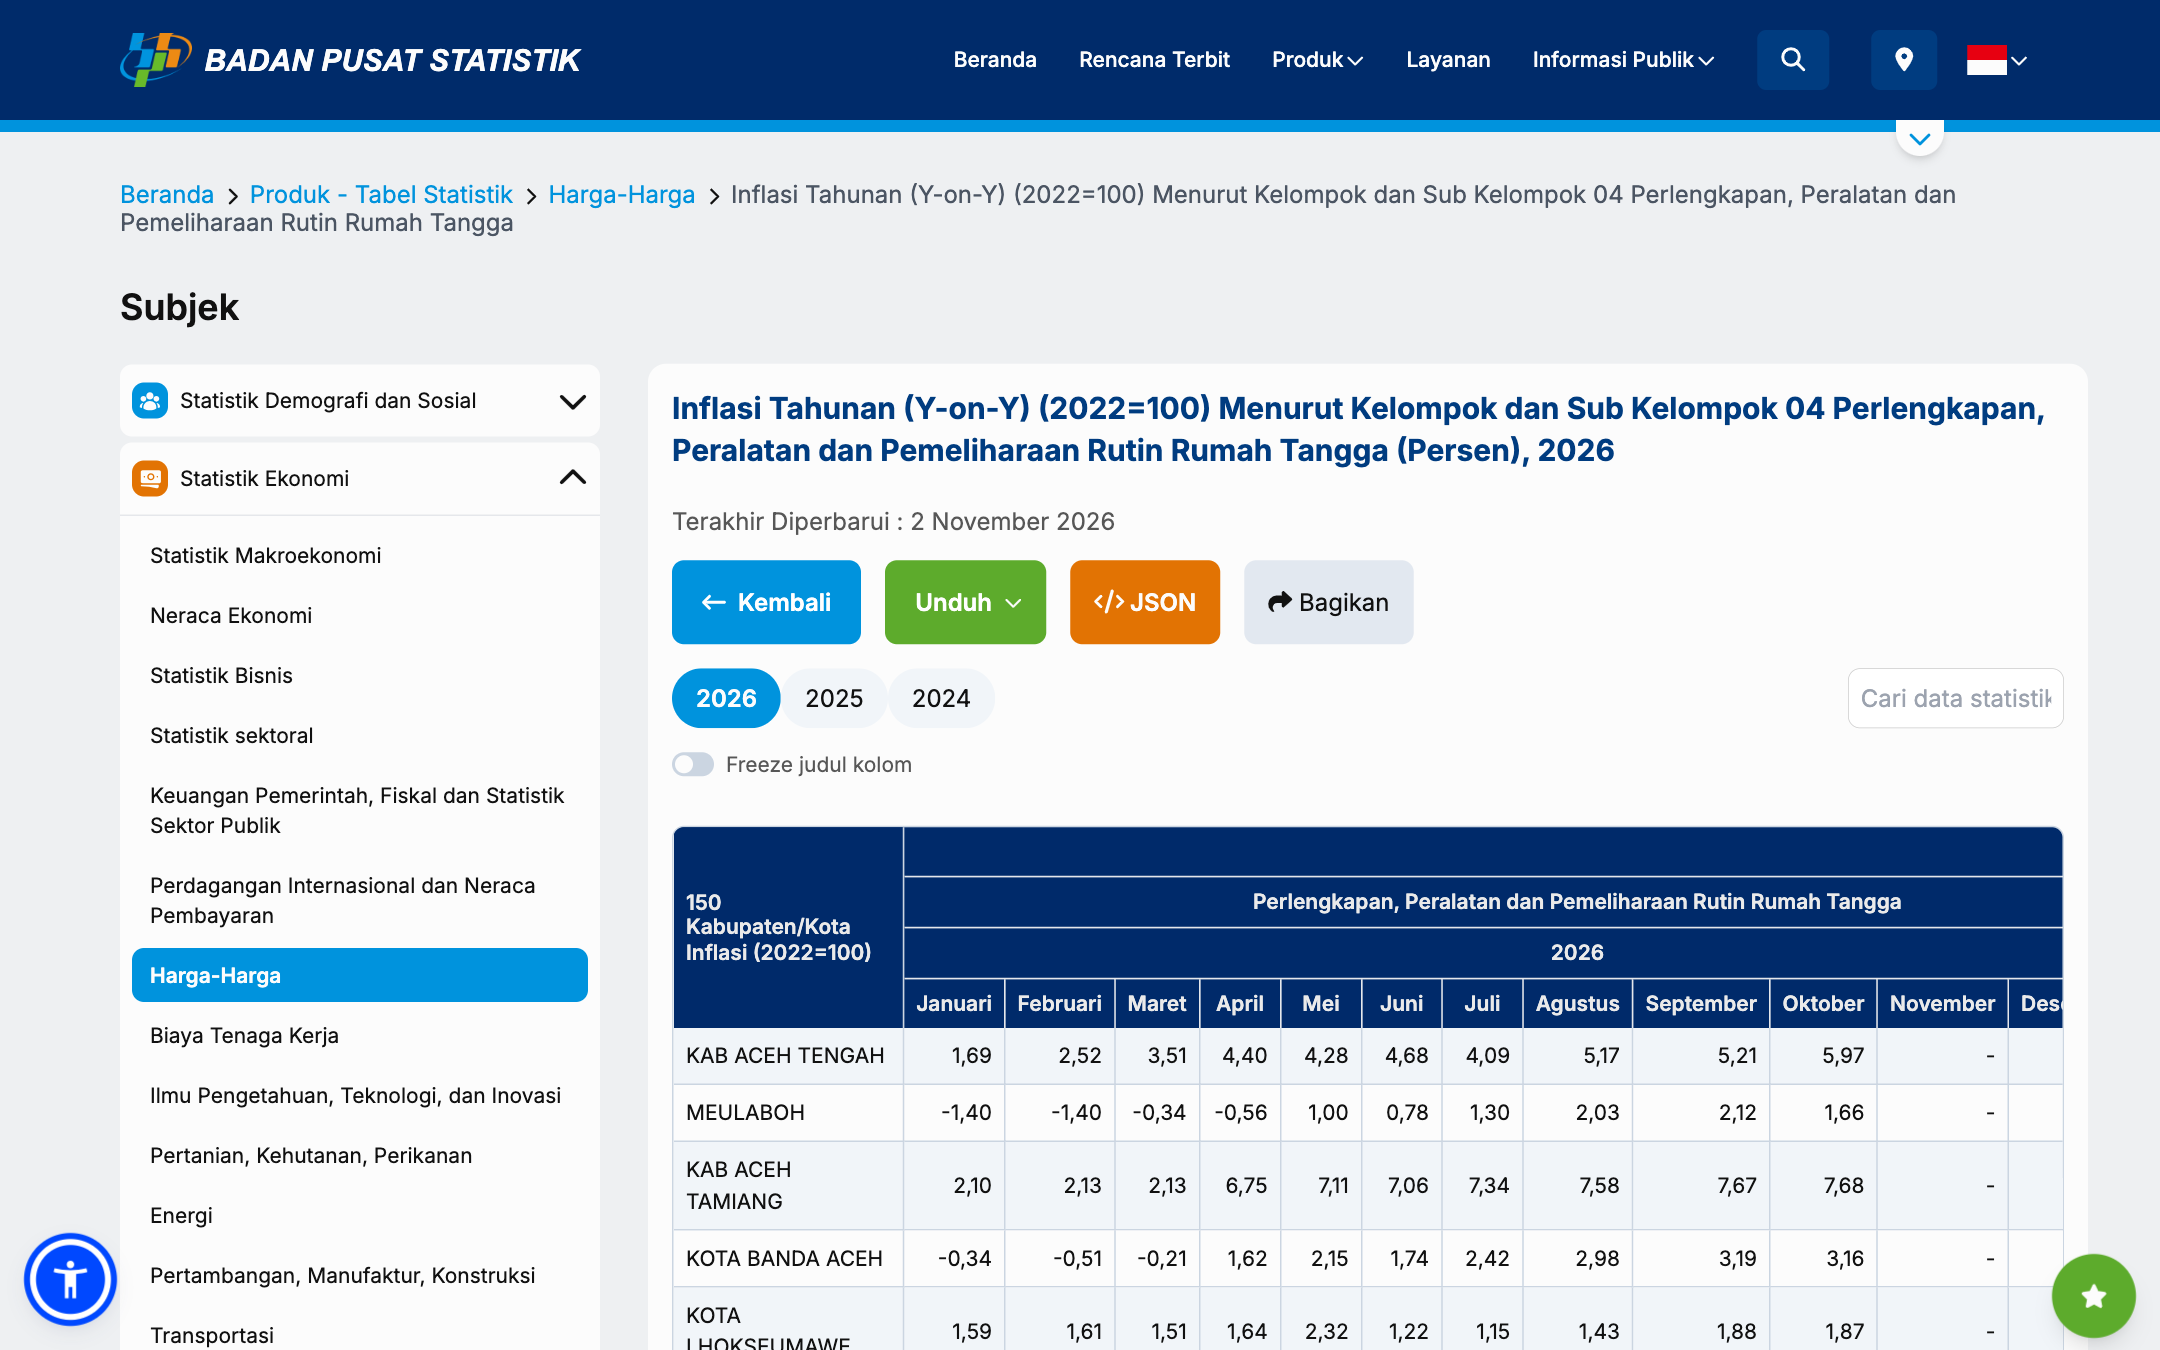 BADAN PUSAT STATISTIK
Beranda Rencana Terbit Produk Layanan Informasi Publik
Beranda > Produk - Tabel Statistik > Harga-Harga > Inflasi Tahunan (Y-on-Y) (2022=100) Menurut Kelompok dan Sub Kelompok 04 Perlengkapan, Peralatan dan
Pemeliharaan Rutin Rumah Tangga
Subjek
Statistik Demografi dan Sosial
Statistik Ekonomi
Statistik Makroekonomi
Neraca Ekonomi
Statistik Bisnis
Statistik sektoral
Keuangan Pemerintah, Fiskal dan Statistik
Sektor Publik
Perdagangan Internasional dan Neraca
Pembayaran
Harga-Harga
Biaya Tenaga Kerja
Ilmu Pengetahuan, Teknologi, dan Inovasi
Pertanian, Kehutanan, Perikanan
Energi
Pertambangan, Manufaktur, Konstruksi
Transportasi
Inflasi Tahunan (Y-on-Y) (2022=100) Menurut Kelompok dan Sub Kelompok 04 Perlengkapan,
Peralatan dan Pemeliharaan Rutin Rumah Tangga (Persen), 2026
Terakhir Diperbarui : 2 November 2026
← Kembali Unduh </> JSON Bagikan
2026 2025 2024 Cari data statistik
Freeze judul kolom
150
Kabupaten/Kota
Inflasi (2022=100)
Perlengkapan, Peralatan dan Pemeliharaan Rutin Rumah Tangga
2026
Januari Februari Maret April Mei Juni Juli Agustus September Oktober November Des
KAB ACEH TENGAH 1,69 2,52 3,51 4,40 4,28 4,68 4,09 5,17 5,21 5,97 -
MEULABOH -1,40 -1,40 -0,34 -0,56 1,00 0,78 1,30 2,03 2,12 1,66 -
KAB ACEH
TAMIANG 2,10 2,13 2,13 6,75 7,11 7,06 7,34 7,58 7,67 7,68 -
KOTA BANDA ACEH -0,34 -0,51 -0,21 1,62 2,15 1,74 2,42 2,98 3,19 3,16 -
KOTA
LHOKSEUMAWE 1,59 1,61 1,51 1,64 2,32 1,22 1,15 1,43 1,88 1,87 -